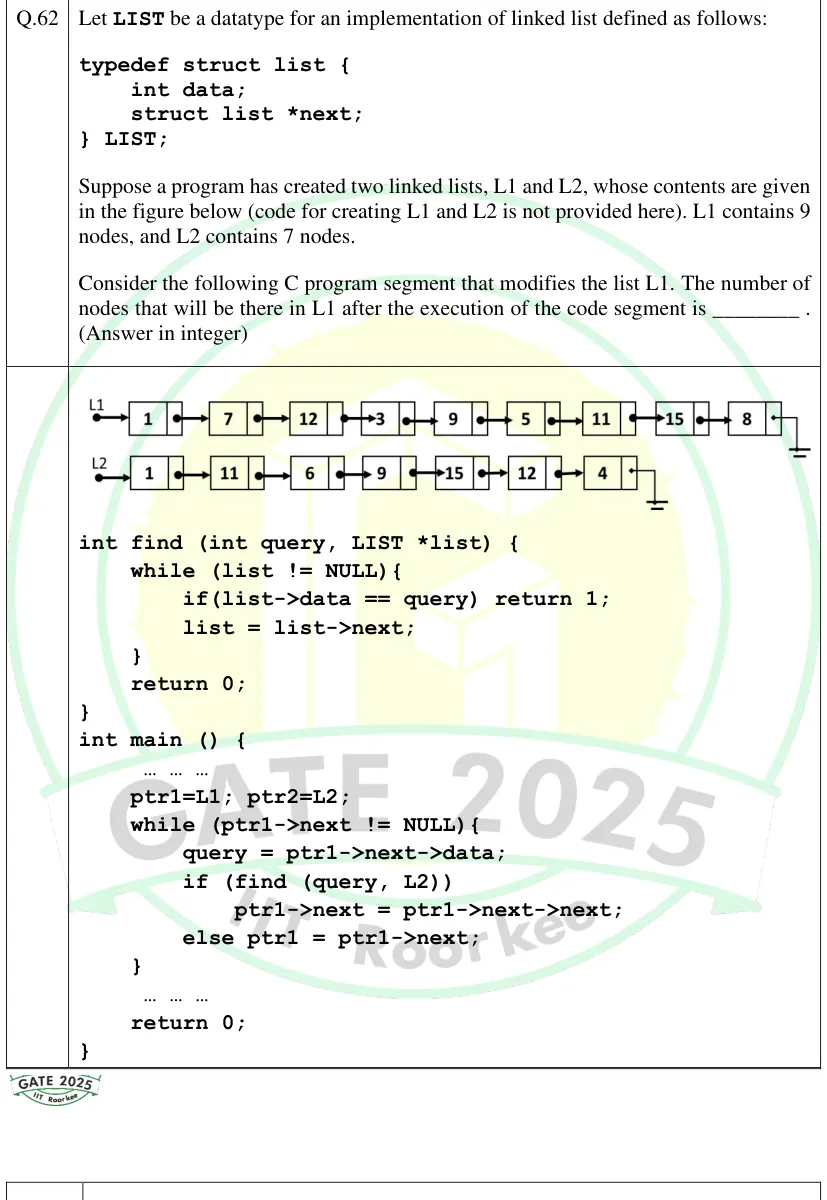 Q.62 Let LIST be a datatype for an implementation of linked list defined as follows:
typedef struct list {
    int data;
    struct list *next;
} LIST;
Suppose a program has created two linked lists, L1 and L2, whose contents are given
in the figure below (code for creating L1 and L2 is not provided here). L1 contains 9
nodes, and L2 contains 7 nodes.
Consider the following C program segment that modifies the list L1. The number of
nodes that will be there in L1 after the execution of the code segment is ________ .
(Answer in integer)
L1 1 7 12 3 9 5 11 15 8
L2 1 11 6 9 15 12 4
int find (int query, LIST *list) {
    while (list != NULL){
        if(list->data == query) return 1;
        list = list->next;
    }
    return 0;
}
int main () {
    … … …
    ptr1=L1; ptr2=L2;
    while (ptr1->next != NULL){
        query = ptr1->next->data;
        if (find (query, L2))
            ptr1->next = ptr1->next->next;
        else ptr1 = ptr1->next;
    }
    … … …
    return 0;
}
GATE 2025
IIT Roorkee
GATE 2025
IIT Roorkee